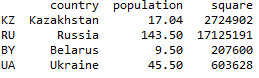 country population square
KZ Kazakhstan 17.04 2724902
RU Russia 143.50 17125191
BY Belarus 9.50 207600
UA Ukraine 45.50 603628